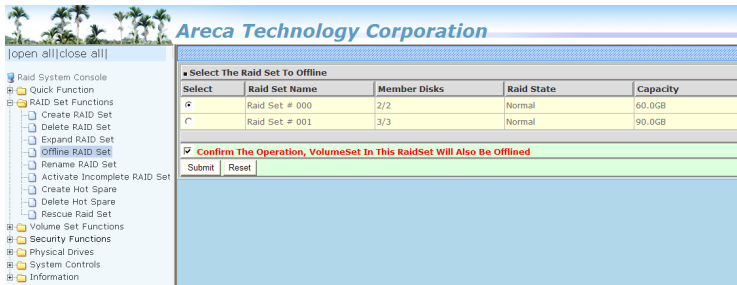 Areca Technology Corporation
|open all|close all|
Raid System Console
Quick Function
RAID Set Functions
Create RAID Set
Delete RAID Set
Expand RAID Set
Offline RAID Set
Rename RAID Set
Activate Incomplete RAID Set
Create Hot Spare
Delete Hot Spare
Rescue Raid Set
Volume Set Functions
Security Functions
Physical Drives
System Controls
Information
Select The Raid Set To Offline
Select Raid Set Name Member Disks Raid State Capacity
Raid Set # 000 2/2 Normal 60.0GB
Raid Set # 001 3/3 Normal 90.0GB
Confirm The Operation, VolumeSet In This RaidSet Will Also Be Offlined
Submit Reset